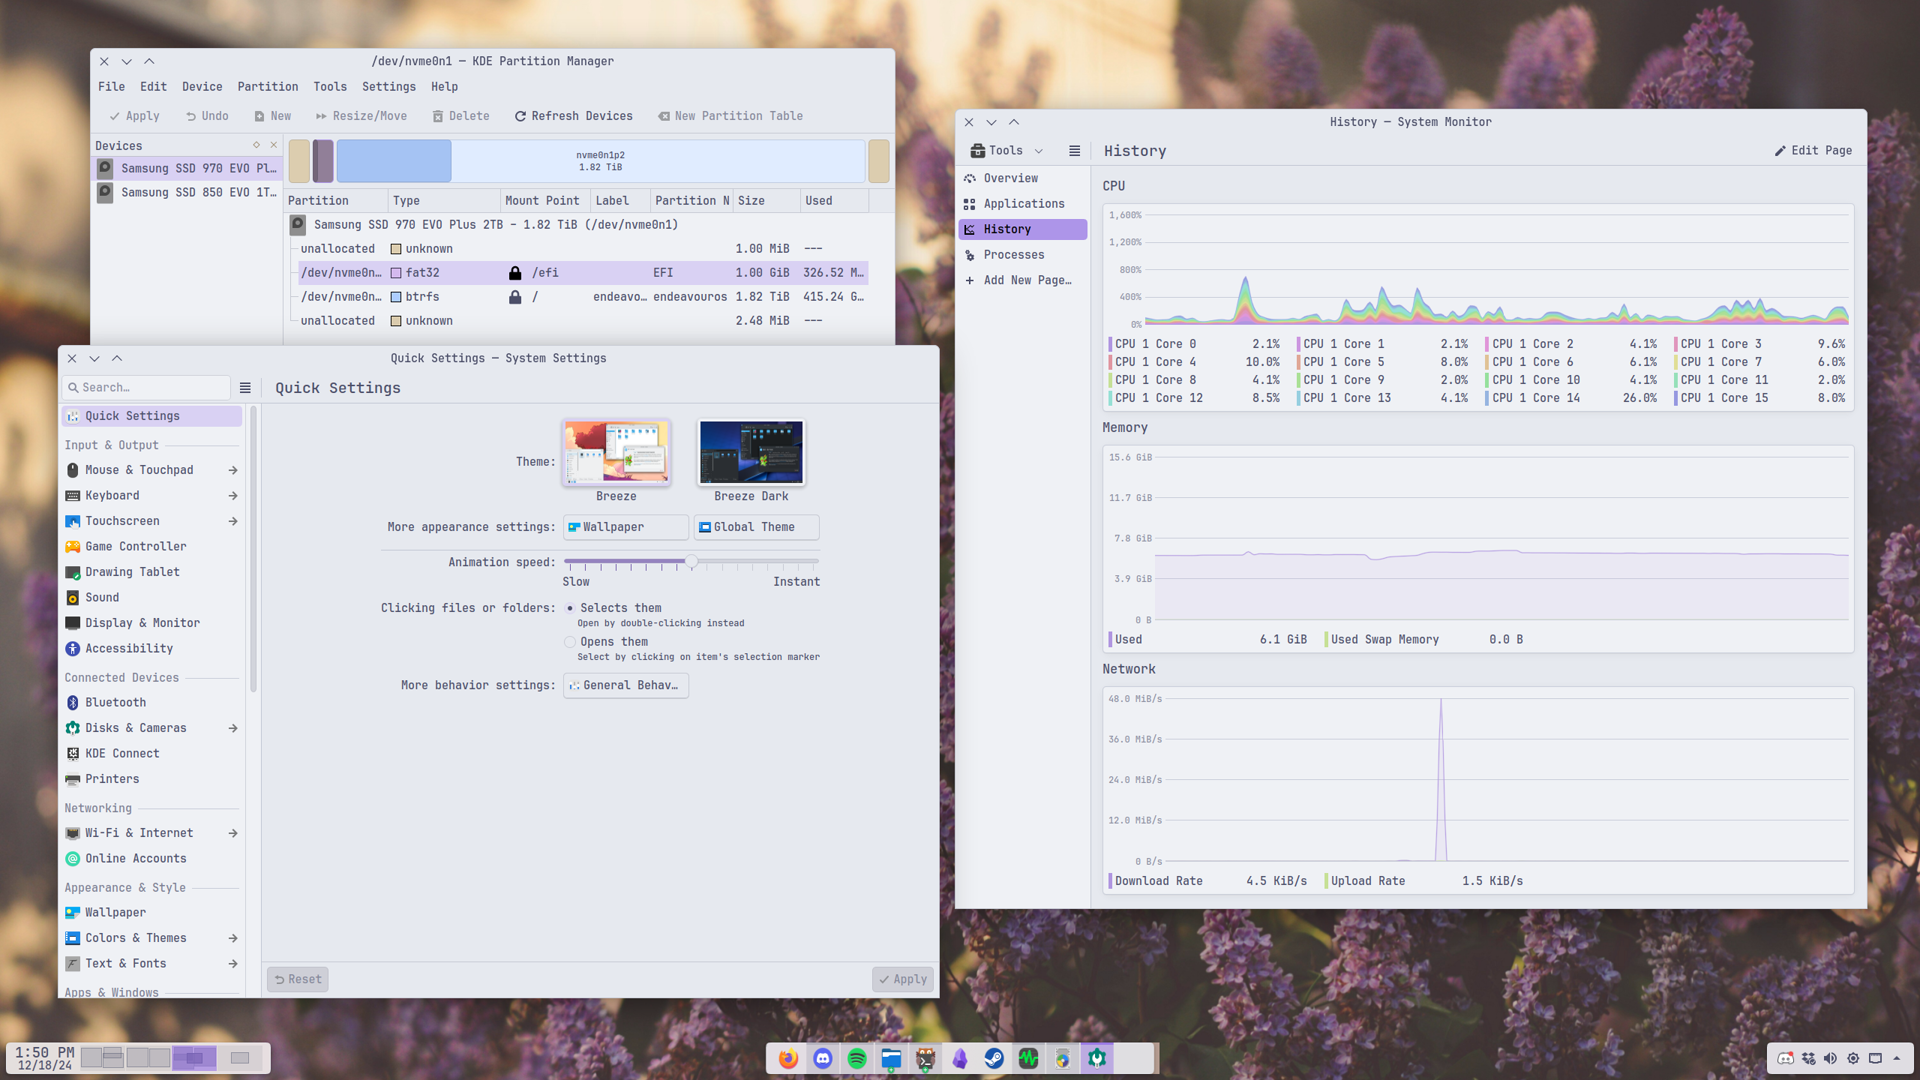 /dev/nvme0n1 — KDE Partition Manager
File Edit Device Partition Tools Settings Help
Apply Undo New Resize/Move Delete Refresh Devices New Partition Table
Devices
Samsung SSD 970 EVO Pl…
Samsung SSD 850 EVO 1T…
nvme0n1p2
1.82 TiB
Partition Type Mount Point Label Partition N Size Used
Samsung SSD 970 EVO Plus 2TB – 1.82 TiB (/dev/nvme0n1)
unallocated unknown 1.00 MiB ---
/dev/nvme0n… fat32 /efi EFI 1.00 GiB 326.52 M…
/dev/nvme0n… btrfs / endeavo… endeavouros 1.82 TiB 415.24 G…
unallocated unknown 2.48 MiB ---
Quick Settings — System Settings
Search…
Quick Settings
Quick Settings
Input & Output
Mouse & Touchpad
Keyboard
Touchscreen
Game Controller
Drawing Tablet
Sound
Display & Monitor
Accessibility
Connected Devices
Bluetooth
Disks & Cameras
KDE Connect
Printers
Networking
Wi-Fi & Internet
Online Accounts
Appearance & Style
Wallpaper
Colors & Themes
Text & Fonts
Apps & Windows
Theme:
Breeze Breeze Dark
More appearance settings: Wallpaper Global Theme
Animation speed:
Slow Instant
Clicking files or folders: Selects them
Open by double-clicking instead
Opens them
Select by clicking on item's selection marker
More behavior settings: General Behav…
Reset Apply
History — System Monitor
Tools
History
Edit Page
Overview
Applications
History
Processes
Add New Page…
CPU
1,600%
1,200%
800%
400%
0%
CPU 1 Core 0 2.1% CPU 1 Core 1 2.1% CPU 1 Core 2 4.1% CPU 1 Core 3 9.6%
CPU 1 Core 4 10.0% CPU 1 Core 5 8.0% CPU 1 Core 6 6.1% CPU 1 Core 7 6.0%
CPU 1 Core 8 4.1% CPU 1 Core 9 2.0% CPU 1 Core 10 4.1% CPU 1 Core 11 2.0%
CPU 1 Core 12 8.5% CPU 1 Core 13 4.1% CPU 1 Core 14 26.0% CPU 1 Core 15 8.0%
Memory
15.6 GiB
11.7 GiB
7.8 GiB
3.9 GiB
0 B
Used 6.1 GiB Used Swap Memory 0.0 B
Network
48.0 MiB/s
36.0 MiB/s
24.0 MiB/s
12.0 MiB/s
0 B/s
Download Rate 4.5 KiB/s Upload Rate 1.5 KiB/s
1:50 PM
12/18/24